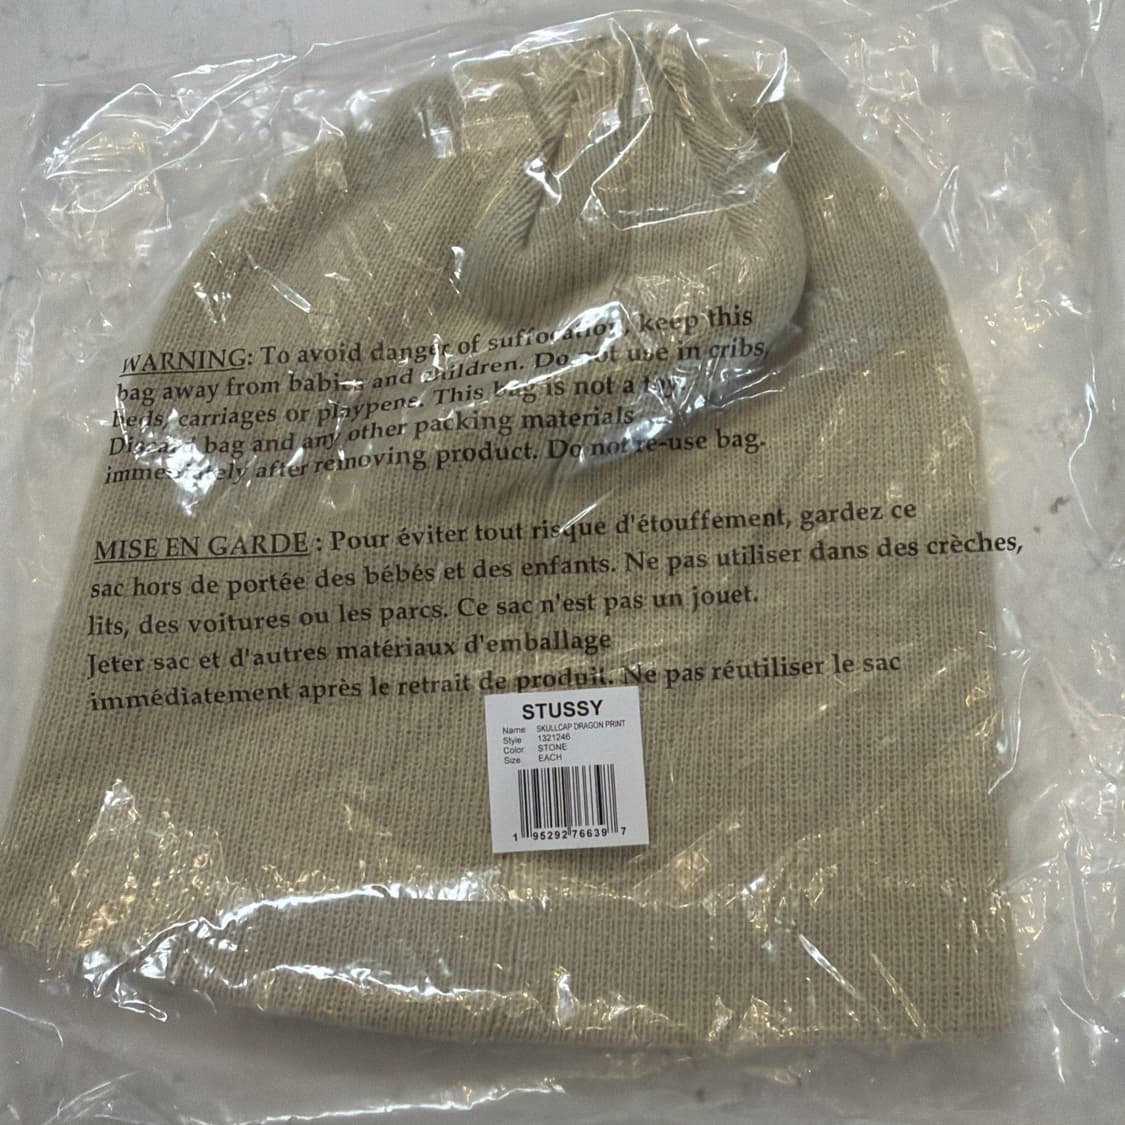 WARNING: To avoid danger of suffocation, keep this
bag away from babies and children. Do not use in cribs,
beds, carriages or playpens. This bag is not a toy.
Discard bag and any other packing materials
immediately after removing product. Do not re-use bag.
MISE EN GARDE : Pour éviter tout risque d'étouffement, gardez ce
sac hors de portée des bébés et des enfants. Ne pas utiliser dans des crèches,
lits, des voitures ou les parcs. Ce sac n'est pas un jouet.
Jeter sac et d'autres matériaux d'emballage
immédiatement après le retrait de produit. Ne pas réutiliser le sac
STUSSY
Name SKULLCAP DRAGON PRINT
Style 1321246
Color: STONE
Size: EACH
1 95292 76639 7